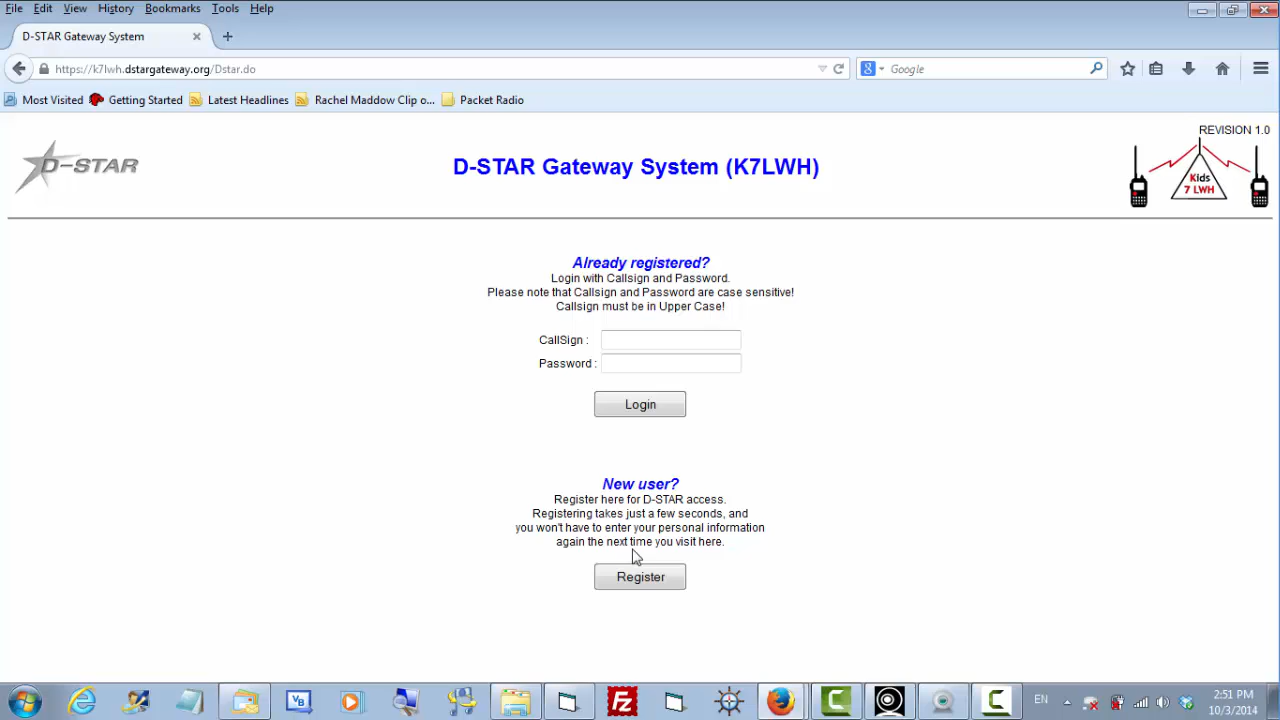 File Edit View History Bookmarks Tools Help
D-STAR Gateway System
https://k7lwh.dstargateway.org/Dstar.do
Google
Most Visited Getting Started Latest Headlines Rachel Maddow Clip o... Packet Radio
REVISION 1.0
D-STAR
D-STAR Gateway System (K7LWH)
Kids
7 LWH
Already registered?
Login with Callsign and Password.
Please note that Callsign and Password are case sensitive!
Callsign must be in Upper Case!
CallSign :
Password :
Login
New user?
Register here for D-STAR access.
Registering takes just a few seconds, and
you won't have to enter your personal information
again the next time you visit here.
Register
EN
2:51 PM
10/3/2014